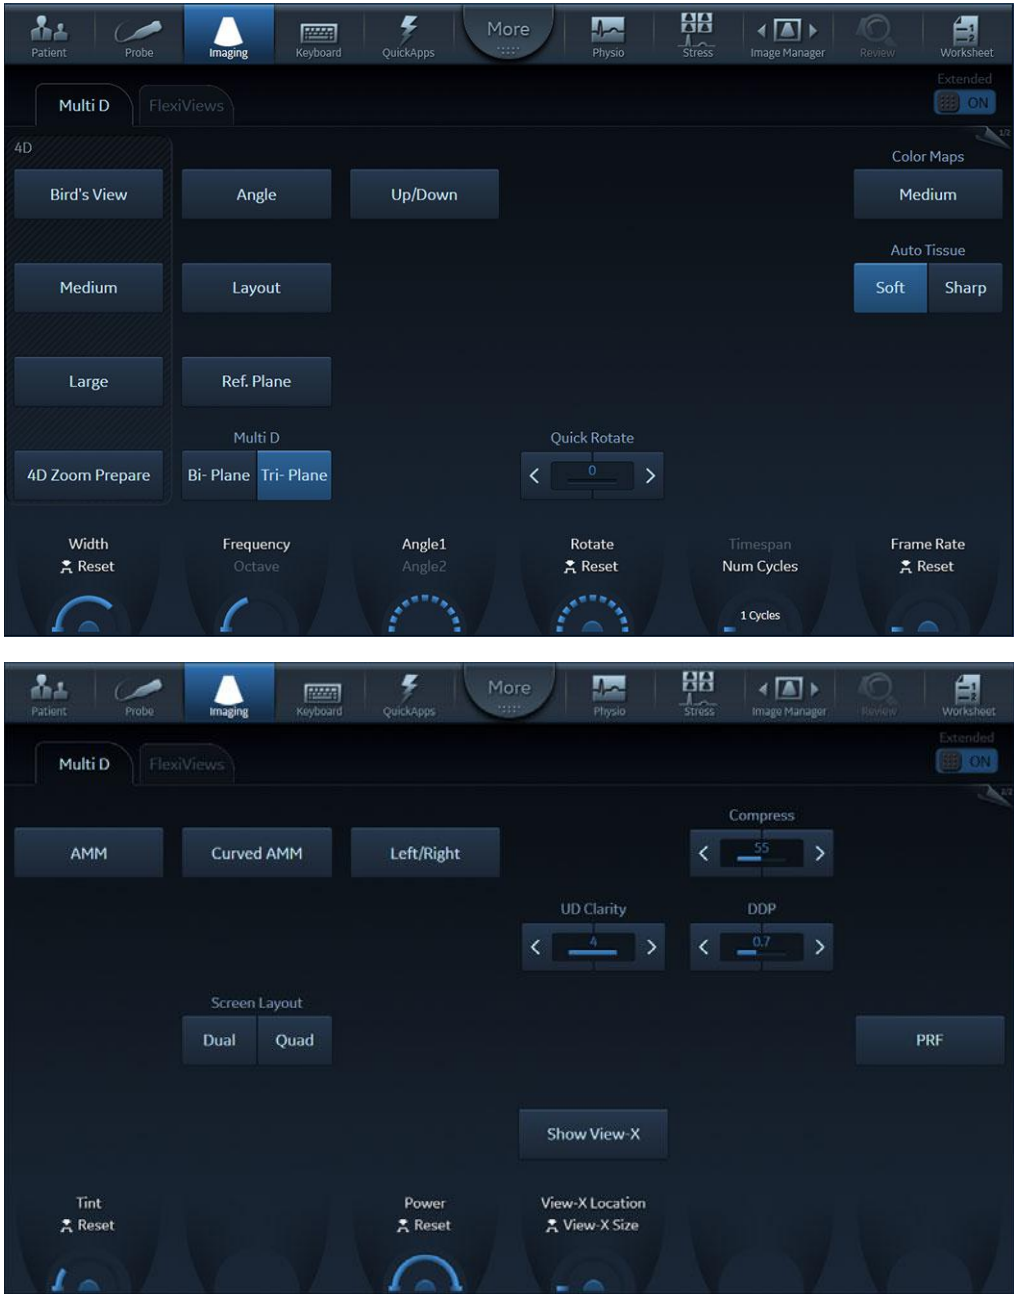 Patient Probe Imaging Keyboard QuickApps More Physio Stress Image Manager Review Worksheet
Extended
ON
Multi D FlexiViews
1/2
4D
Color Maps
Bird's View Angle Up/Down Medium
Auto Tissue
Medium Layout Soft Sharp
Large Ref. Plane
Multi D Quick Rotate
4D Zoom Prepare Bi- Plane Tri- Plane < 0 >
Width Frequency Angle1 Rotate Timespan Frame Rate
Reset Octave Angle2 Reset Num Cycles Reset
1 Cycles
Patient Probe Imaging Keyboard QuickApps More Physio Stress Image Manager Review Worksheet
Extended
ON
Multi D FlexiViews
2/2
Compress
AMM Curved AMM Left/Right < 55 >
UD Clarity DDP
< 4 > < 0.7 >
Screen Layout
Dual Quad PRF
Show View-X
Tint Power View-X Location
Reset Reset View-X Size